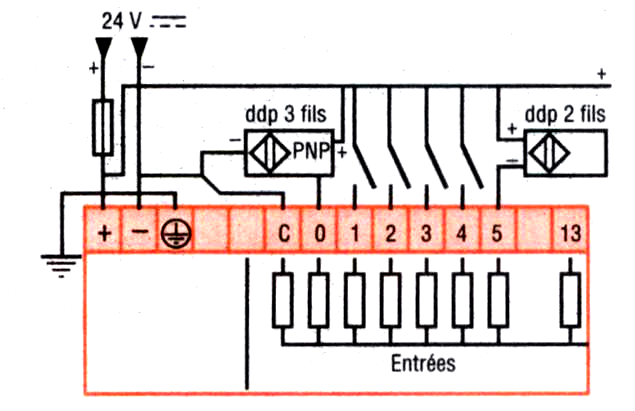 24 V
+ −
+
ddp 3 fils
ddp 2 fils
− PNP +
+
−
+ − C 0 1 2 3 4 5 13
Entrées